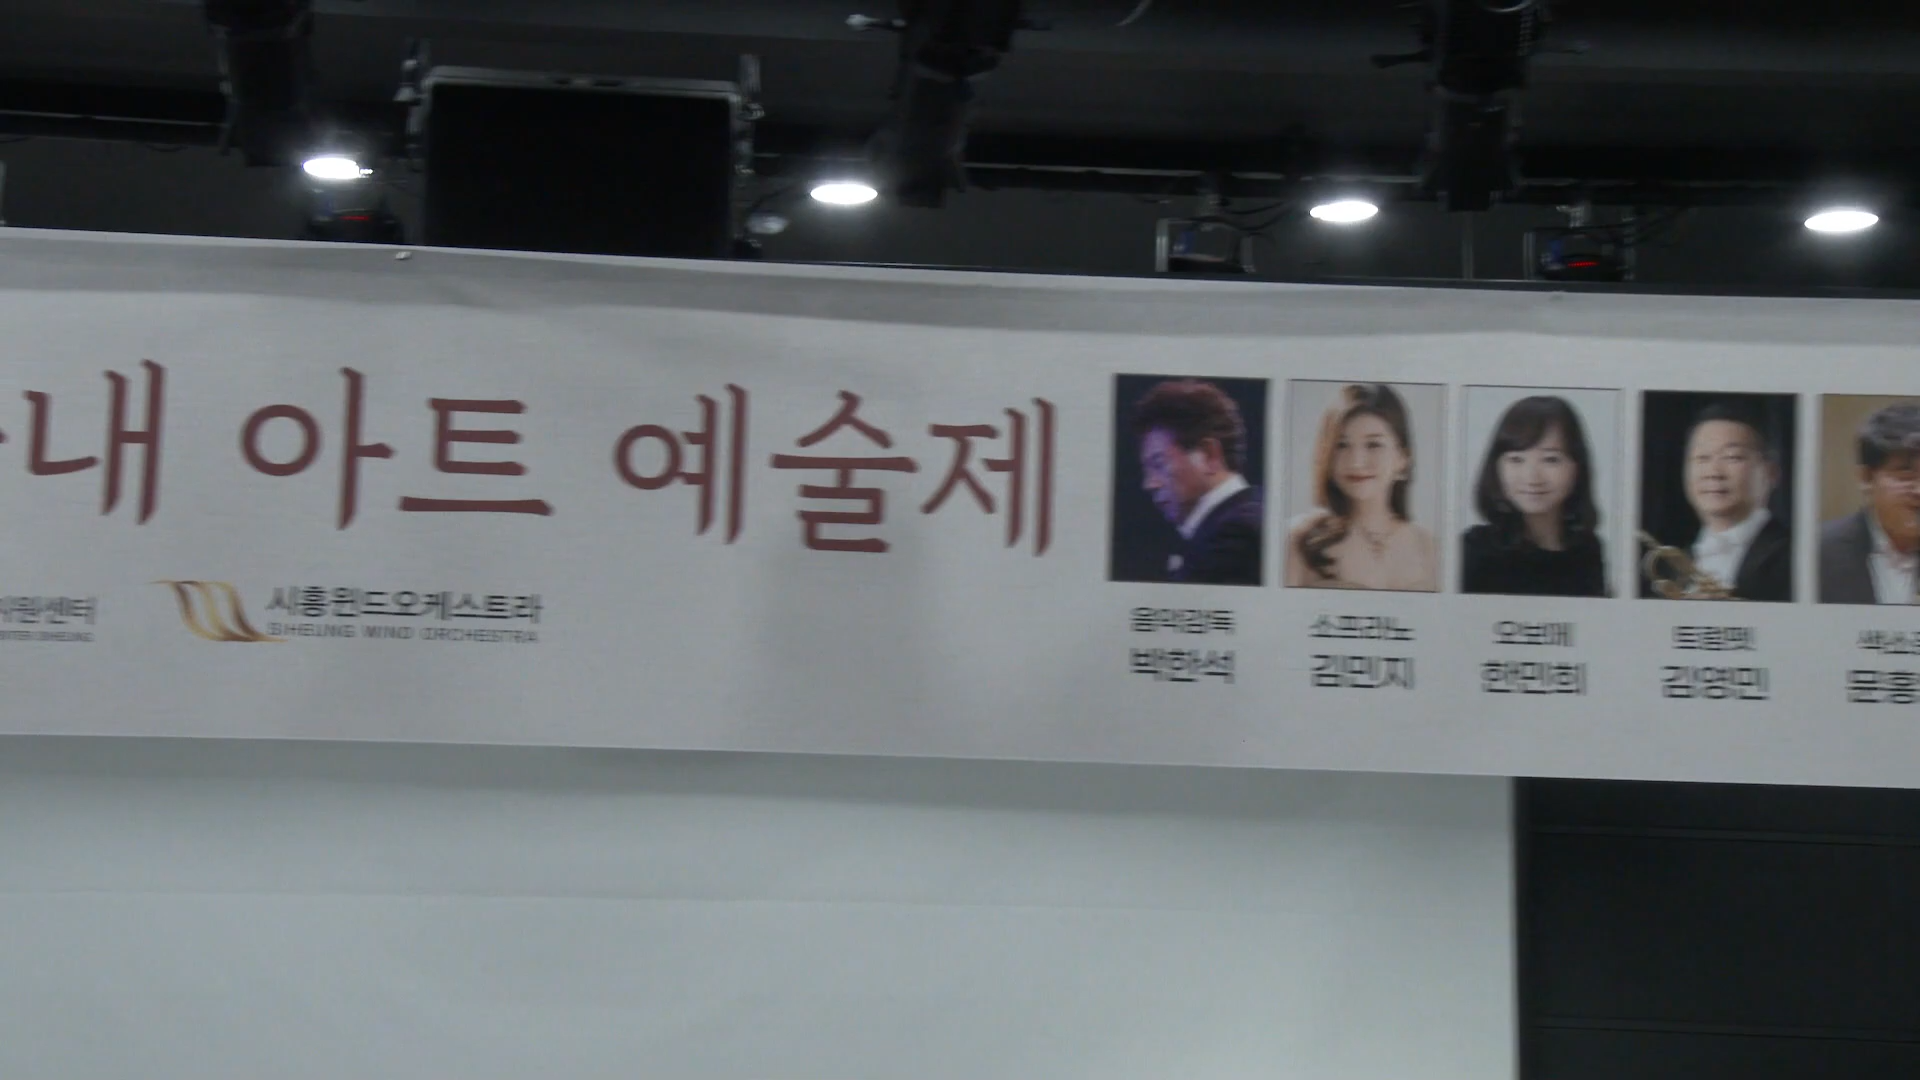 내 아트 예술제
시흥윈드오케스트라
SIHEUNG WIND ORCHESTRA
음악감독
박한석
소프라노
김민지
오보에
한민희
트럼펫
김영민